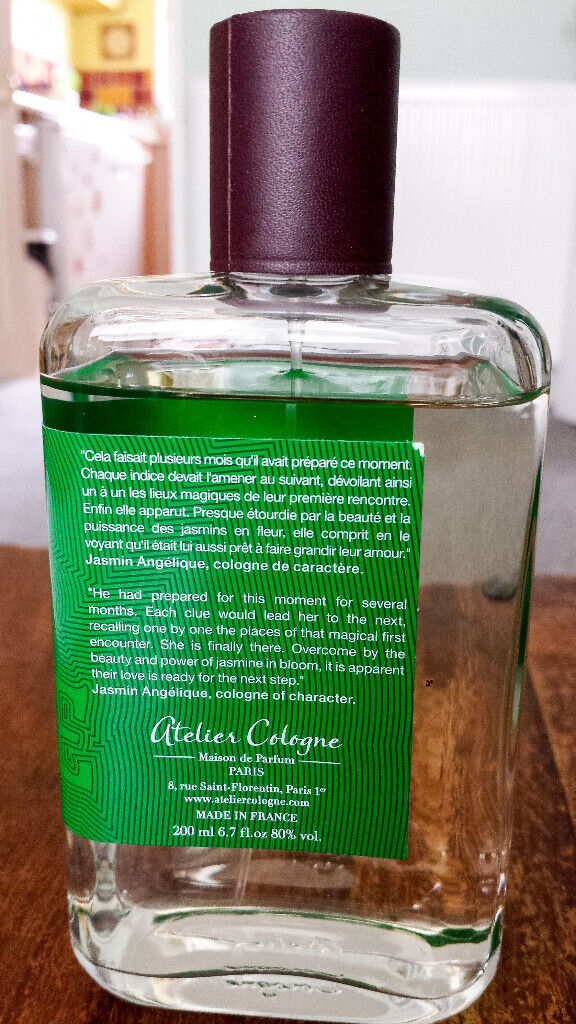 "Cela faisait plusieurs mois qu'il avait préparé ce moment.
Chaque indice devait l'amener au suivant, dévoilant ainsi
un à un les lieux magiques de leur première rencontre.
Enfin elle apparut. Presque étourdie par la beauté et la
puissance des jasmins en fleur, elle comprit en le
voyant qu'il était lui aussi prêt à faire grandir leur amour."
Jasmin Angélique, cologne de caractère.
"He had prepared for this moment for several
months. Each clue would lead her to the next,
recalling one by one the places of that magical first
encounter. She is finally there. Overcome by the
beauty and power of jasmine in bloom, it is apparent
their love is ready for the next step."
Jasmin Angélique, cologne of character.
Atelier Cologne
Maison de Parfum
PARIS
8, rue Saint-Florentin, Paris 1er
www.ateliercologne.com
MADE IN FRANCE
200 ml 6.7 fl.oz 80% vol.